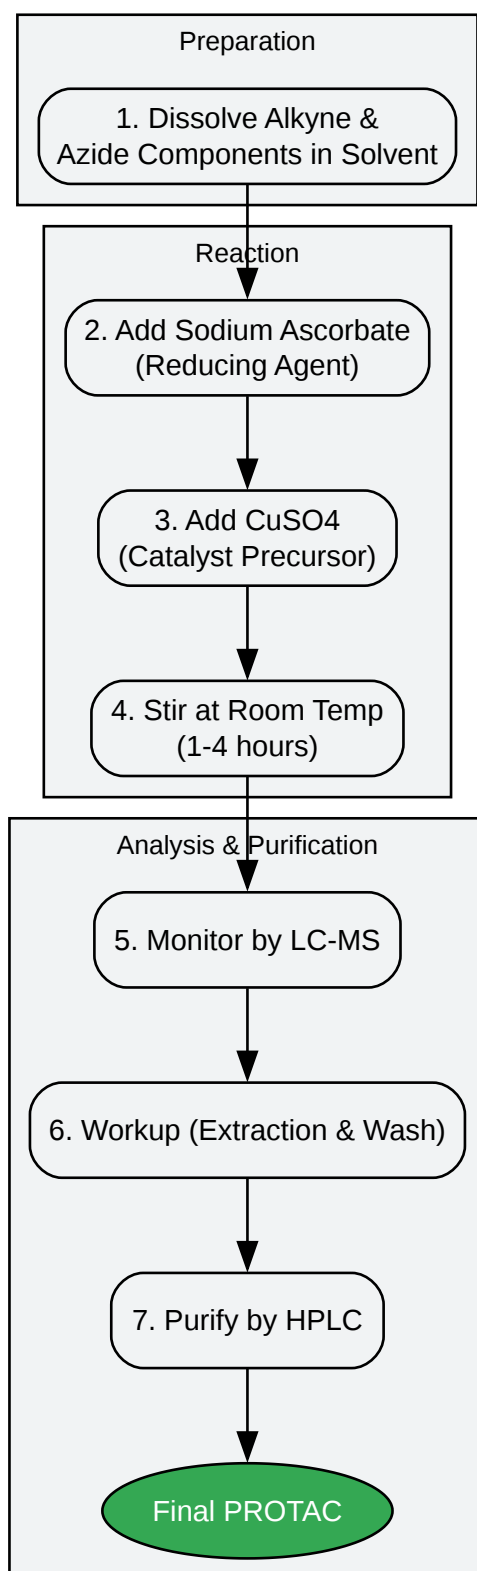 Preparation
1. Dissolve Alkyne &
Azide Components in Solvent
Reaction
2. Add Sodium Ascorbate
(Reducing Agent)
3. Add CuSO4
(Catalyst Precursor)
4. Stir at Room Temp
(1-4 hours)
Analysis & Purification
5. Monitor by LC-MS
6. Workup (Extraction & Wash)
7. Purify by HPLC
Final PROTAC